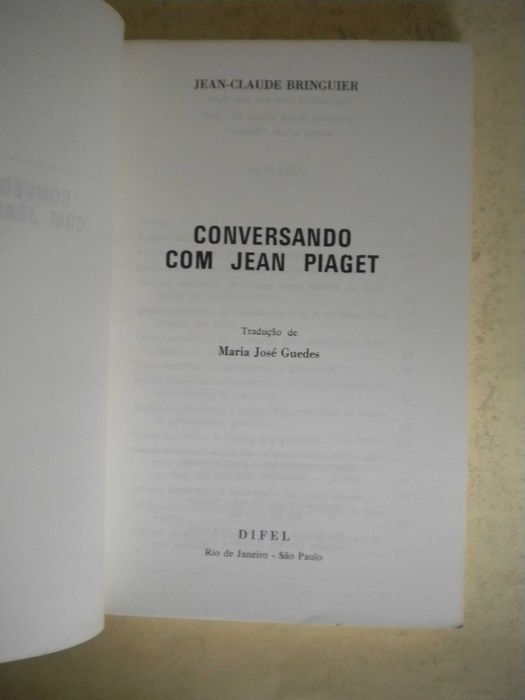 JEAN-CLAUDE BRINGUIER
CONVERSANDO
COM JEAN PIAGET
Tradução de
Maria José Guedes
DIFEL
Rio de Janeiro - São Paulo